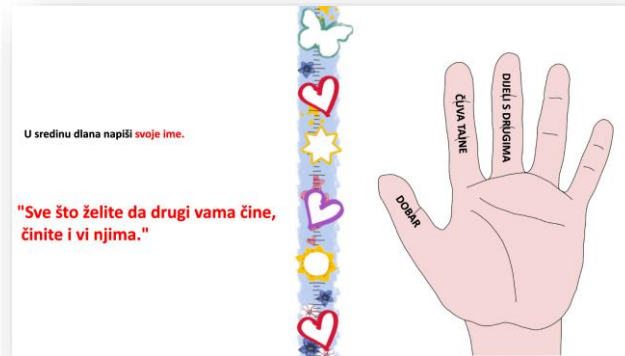 U sredinu dlana napiši svoje ime.
"Sve što želite da drugi vama čine,
činite i vi njima."
DOBAR
ČUVA TAJNE
DIJELI S DRUGIMA